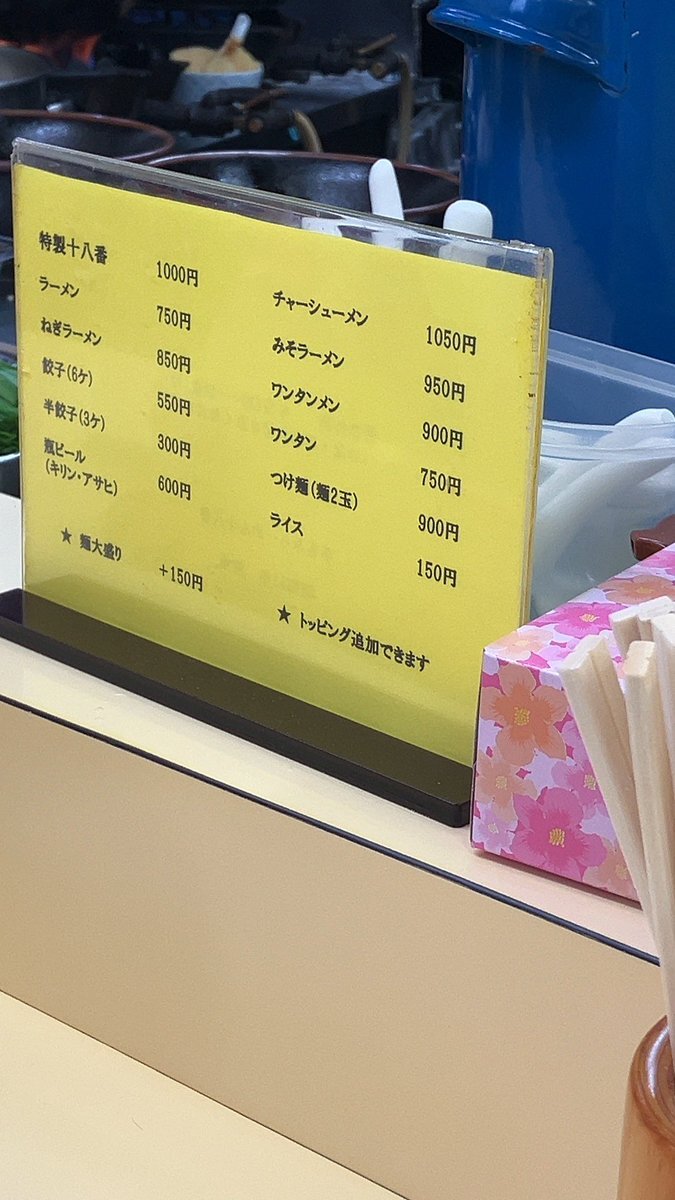 特製十八番 1000円
ラーメン 750円
ねぎラーメン 850円
餃子(6ケ) 550円
半餃子(3ケ) 300円
瓶ビール
(キリン・アサヒ) 600円
★ 麺大盛り +150円
チャーシューメン 1050円
みそラーメン 950円
ワンタンメン 900円
ワンタン 750円
つけ麺(麺2玉) 900円
ライス 150円
★ トッピング追加できます